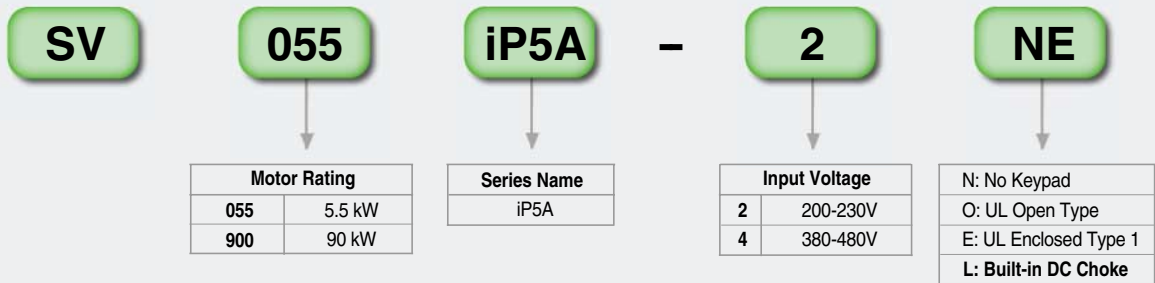 SV 055 iP5A – 2 NE
Motor Rating
055 5.5 kW
900 90 kW
Series Name
iP5A
Input Voltage
2 200-230V
4 380-480V
N: No Keypad
O: UL Open Type
E: UL Enclosed Type 1
L: Built-in DC Choke